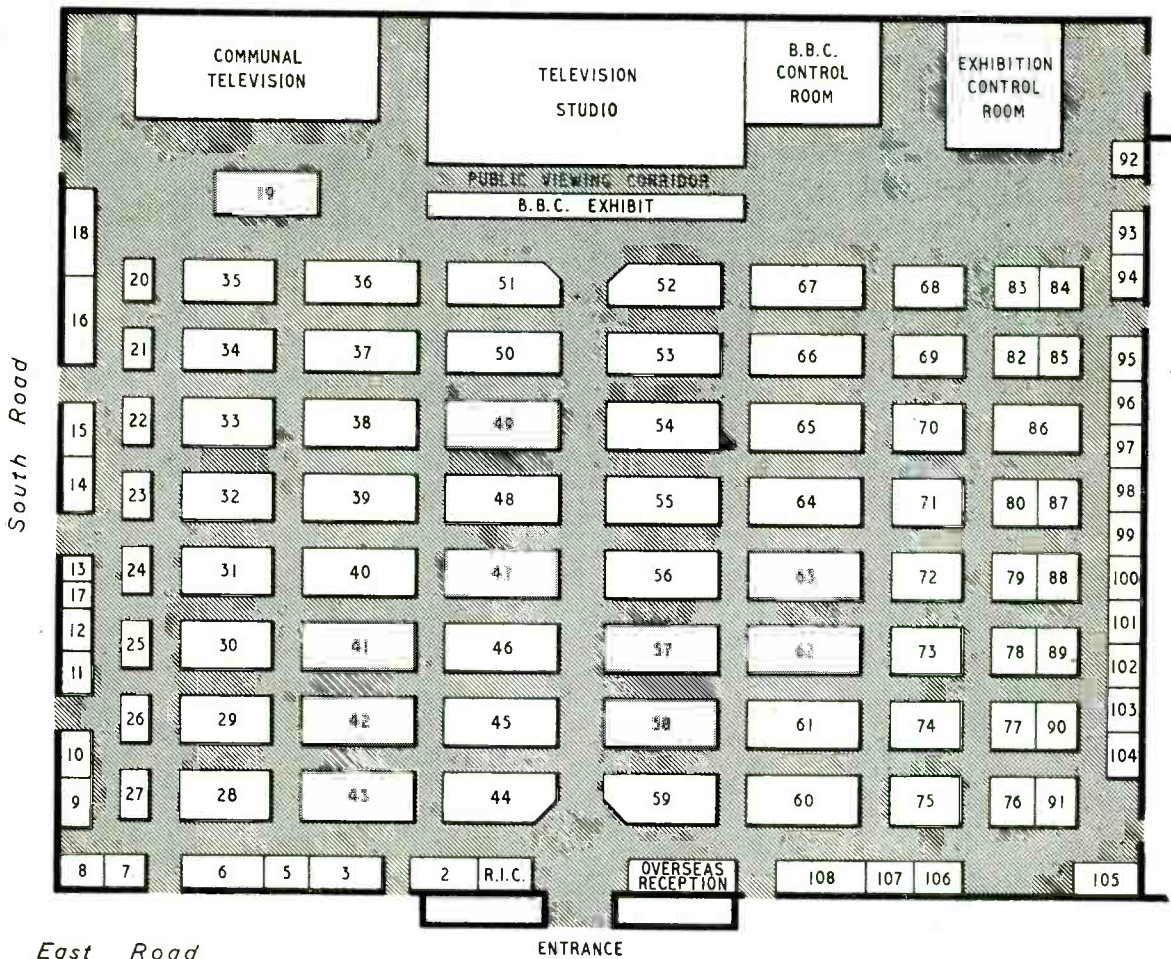 COMMUNAL
TELEVISION
TELEVISION
STUDIO
B.B.C.
CONTROL
ROOM
EXHIBITION
CONTROL
ROOM
92
PUBLIC VIEWING CORRIDOR
B.B.C. EXHIBIT
19
18
93
94
20 35 36 51 52 67 68 83 84
16
21 34 37 50 53 66 69 82 85
95
96
15
22 33 38 49 54 65 70 86
97
14
23 32 39 48 55 64 71 80 87
98
99
13
24 31 40 47 56 63 72 79 88
100
17
12
101
25 30 41 46 57 62 73 78 89
11
102
103
26 29 42 45 58 61 74 77 90
10
104
9
27 28 43 44 59 60 75 76 91
8 7 6 5 3 2 R.I.C.
OVERSEAS
RECEPTION
108 107 106 105
South Road
East Road
ENTRANCE